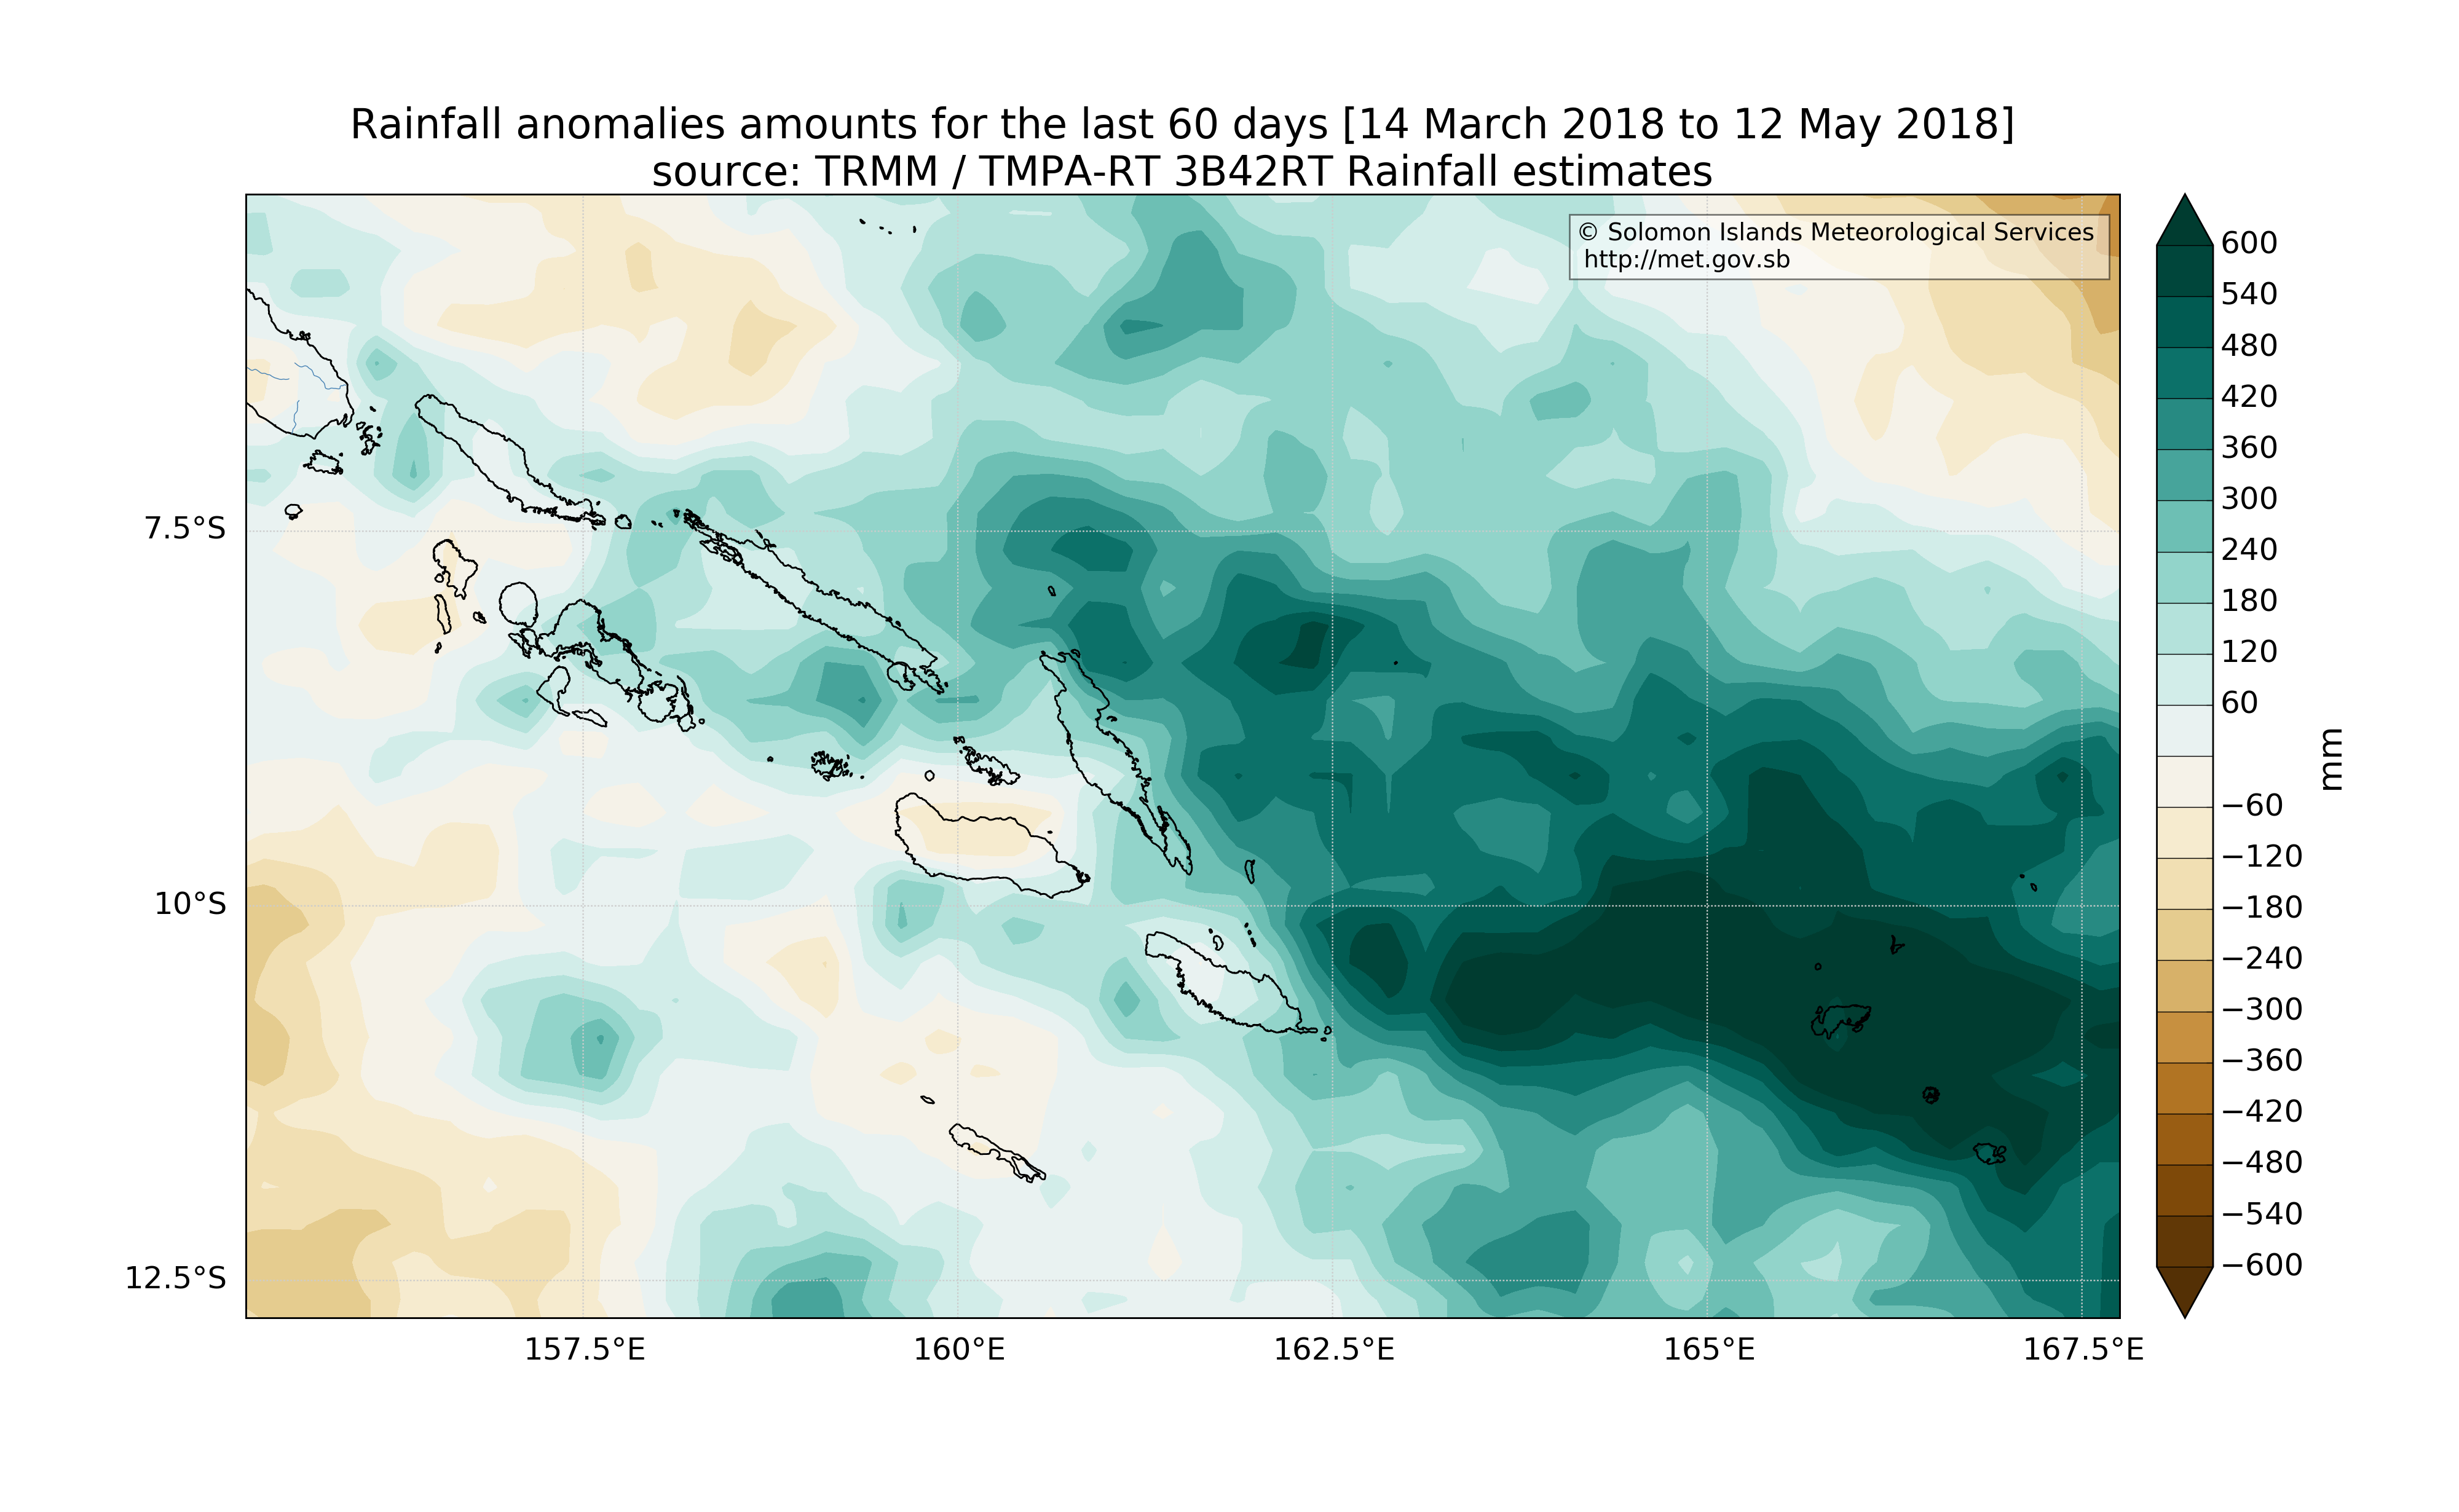 Rainfall anomalies amounts for the last 60 days [14 March 2018 to 12 May 2018]
source: TRMM / TMPA-RT 3B42RT Rainfall estimates
© Solomon Islands Meteorological Services
http://met.gov.sb
7.5°S
10°S
12.5°S
157.5°E
160°E
162.5°E
165°E
167.5°E
600
540
480
420
360
300
240
180
120
60
−60
−120
−180
−240
−300
−360
−420
−480
−540
−600
mm